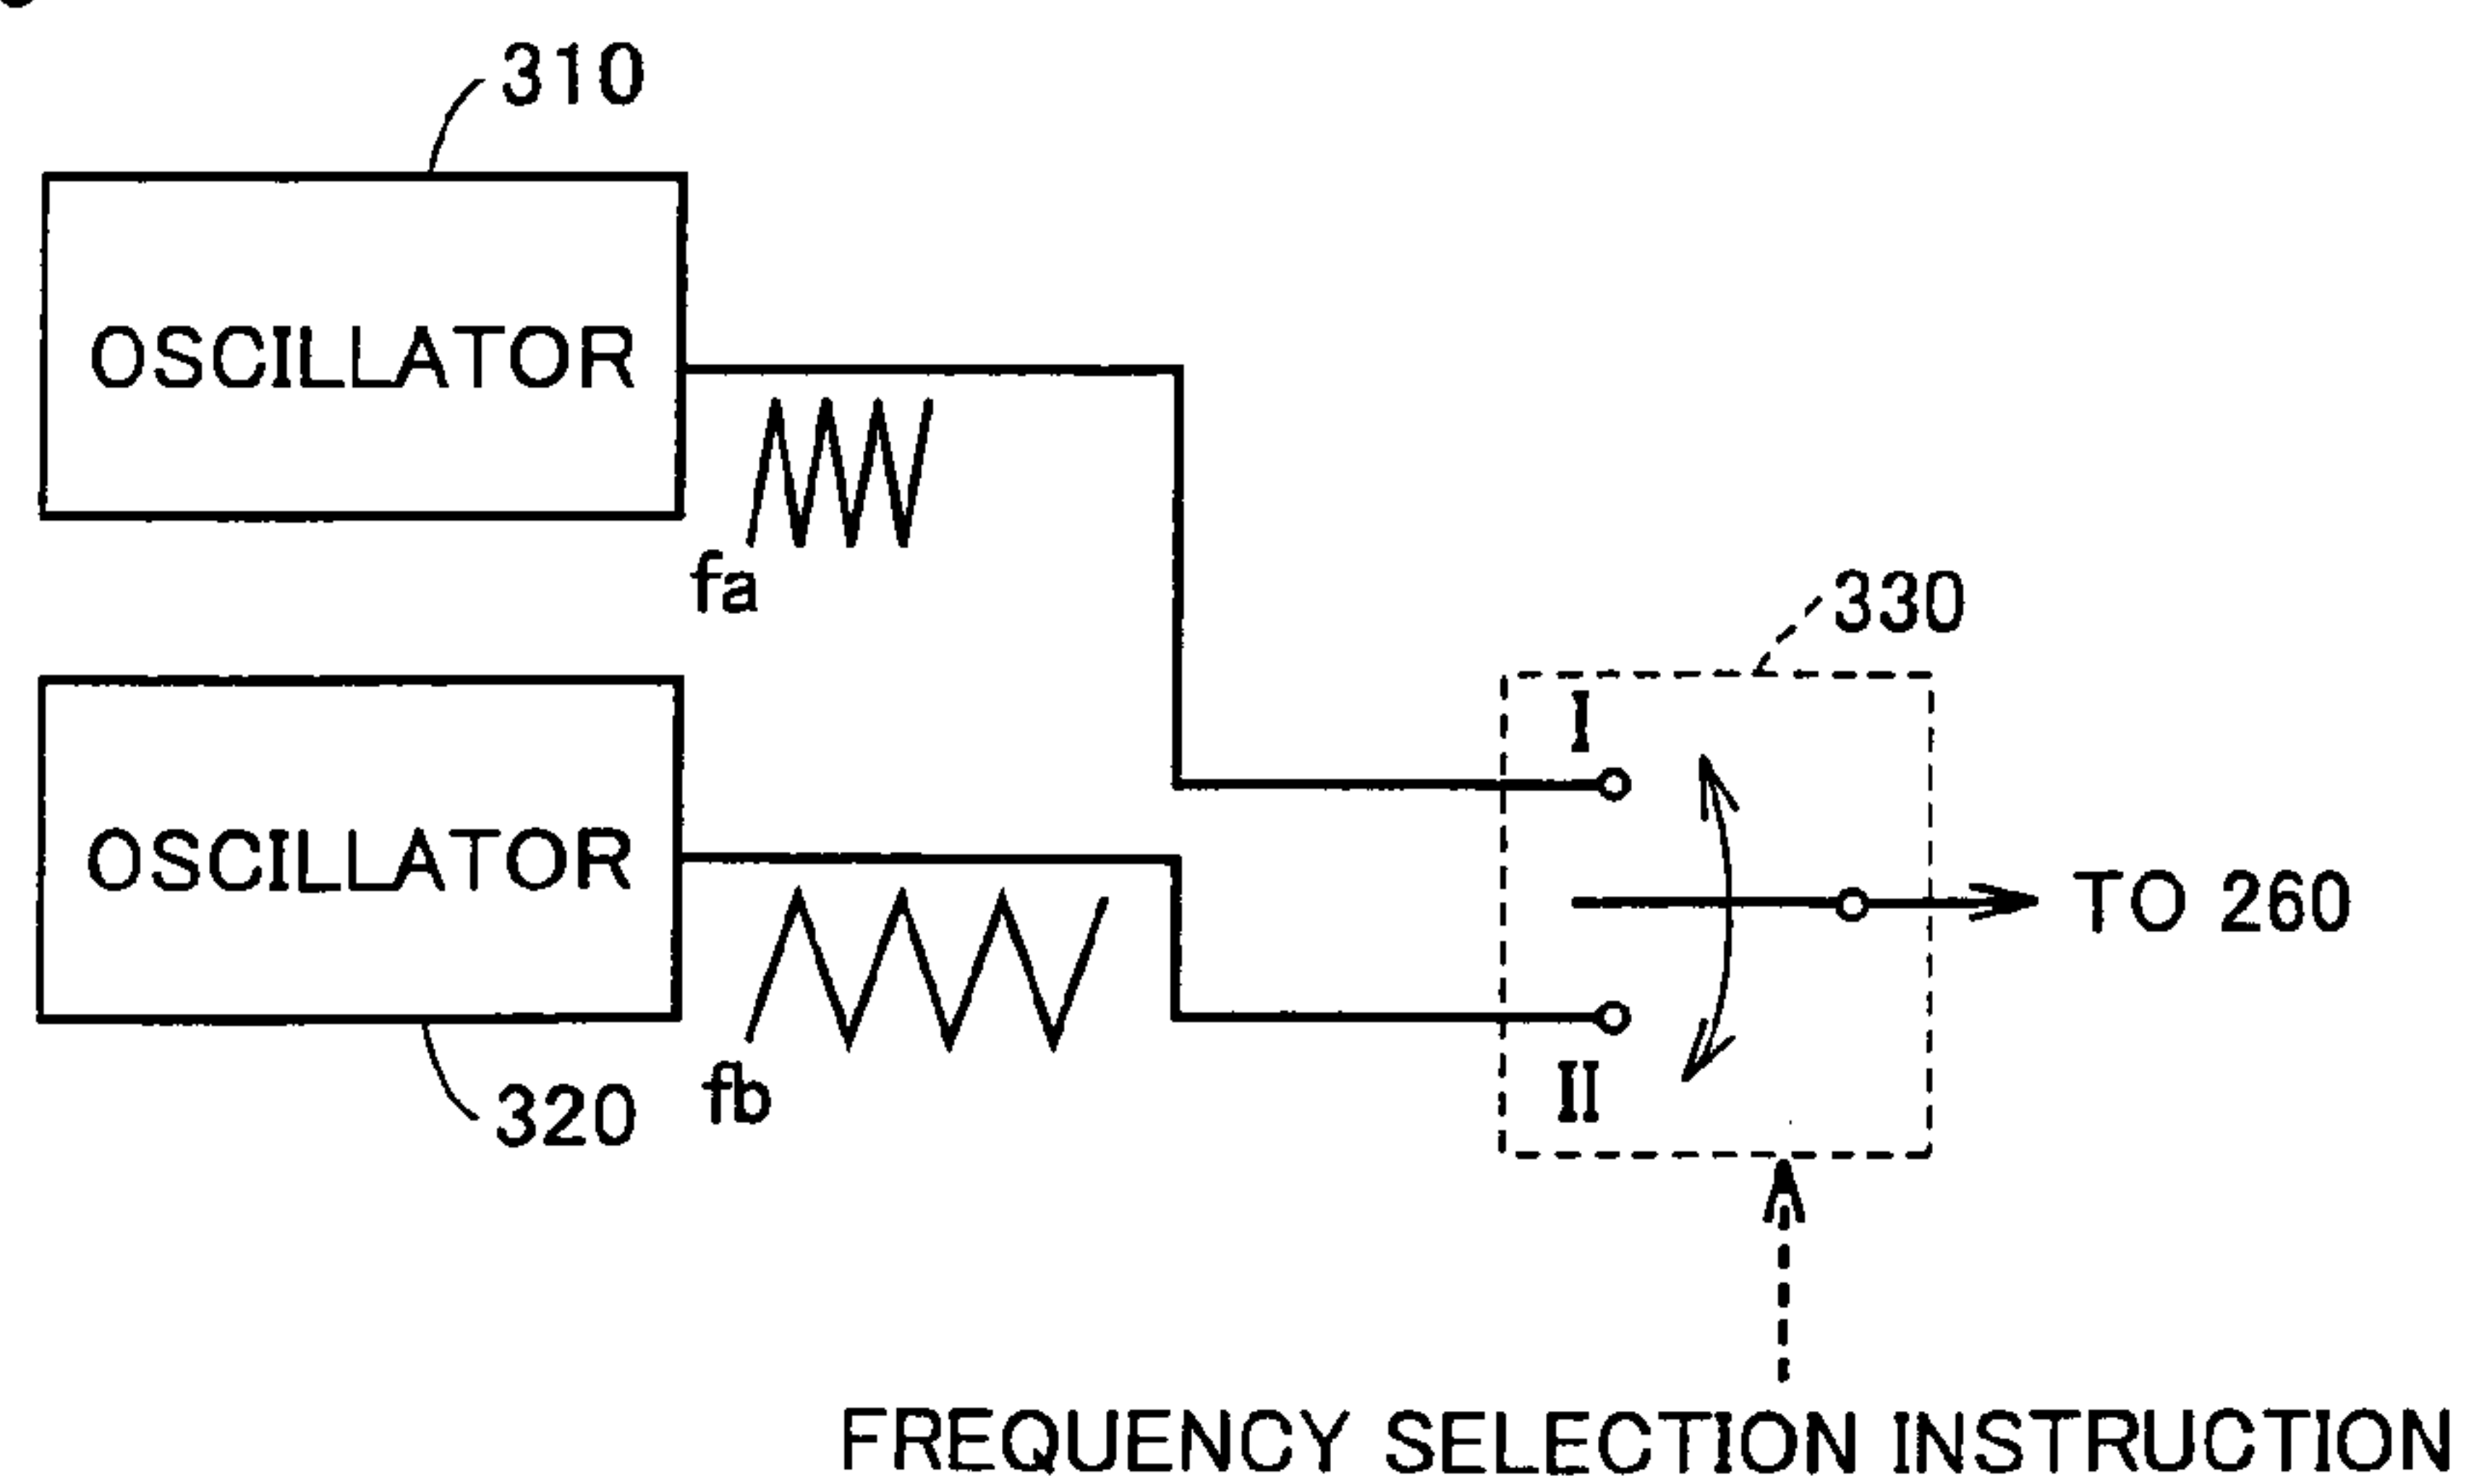 310
OSCILLATOR
fa
330
I
OSCILLATOR
TO 260
fb
II
320
FREQUENCY SELECTION INSTRUCTION